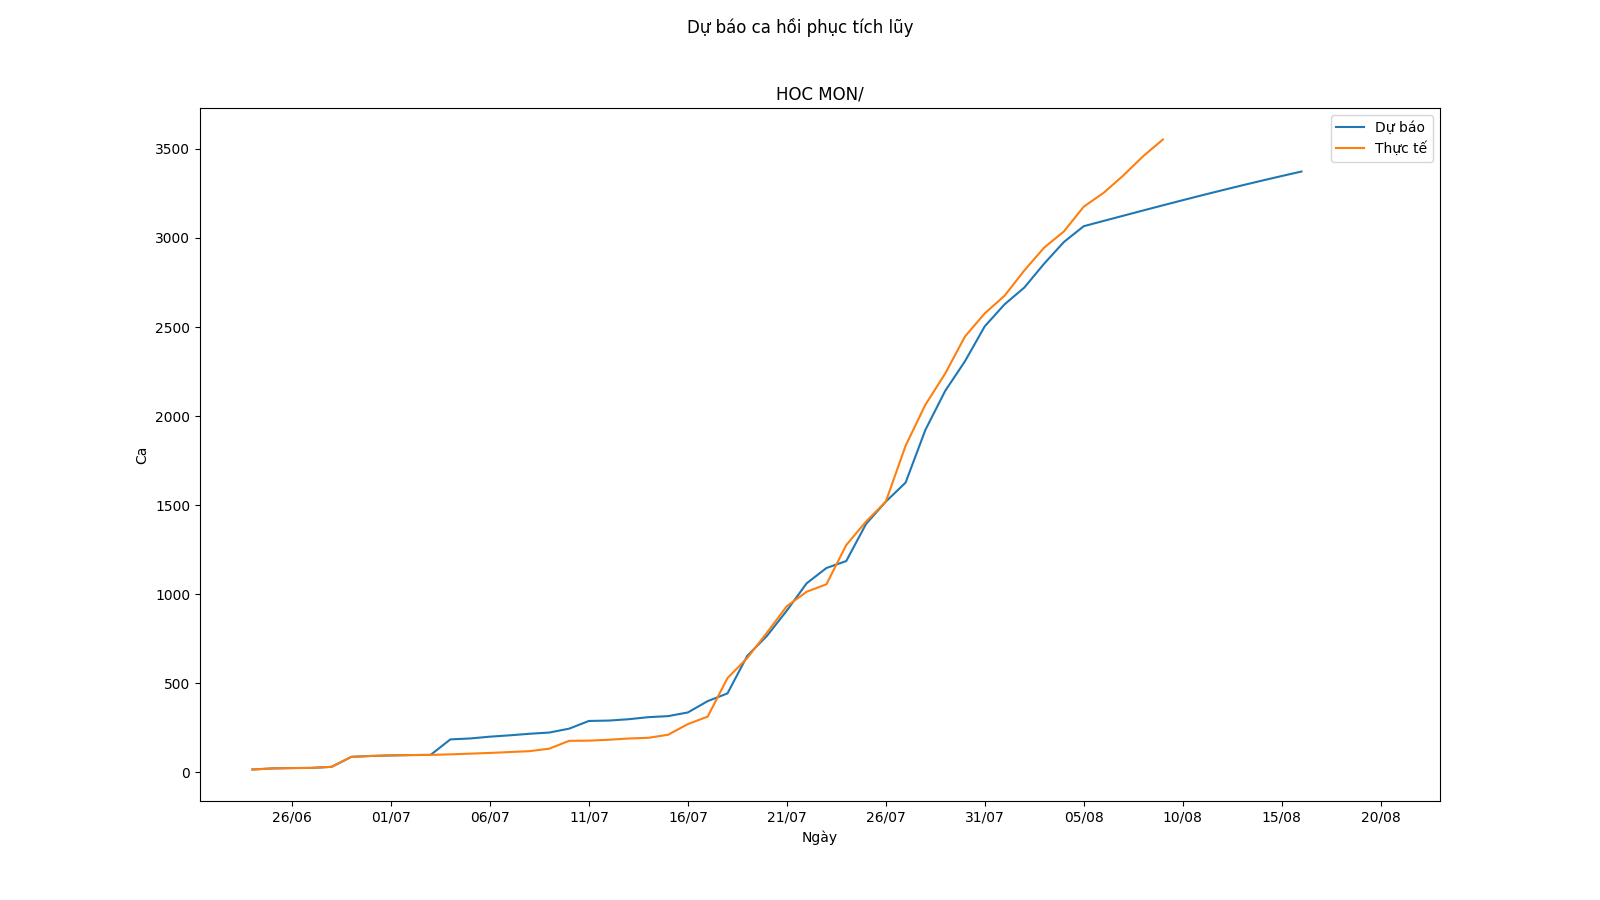 Dự báo ca hồi phục tích lũy
HOC MON/
Dự báo
Thực tế
3500
3000
2500
2000
1500
1000
500
0
Ca
26/06 01/07 06/07 11/07 16/07 21/07 26/07 31/07 05/08 10/08 15/08 20/08
Ngày